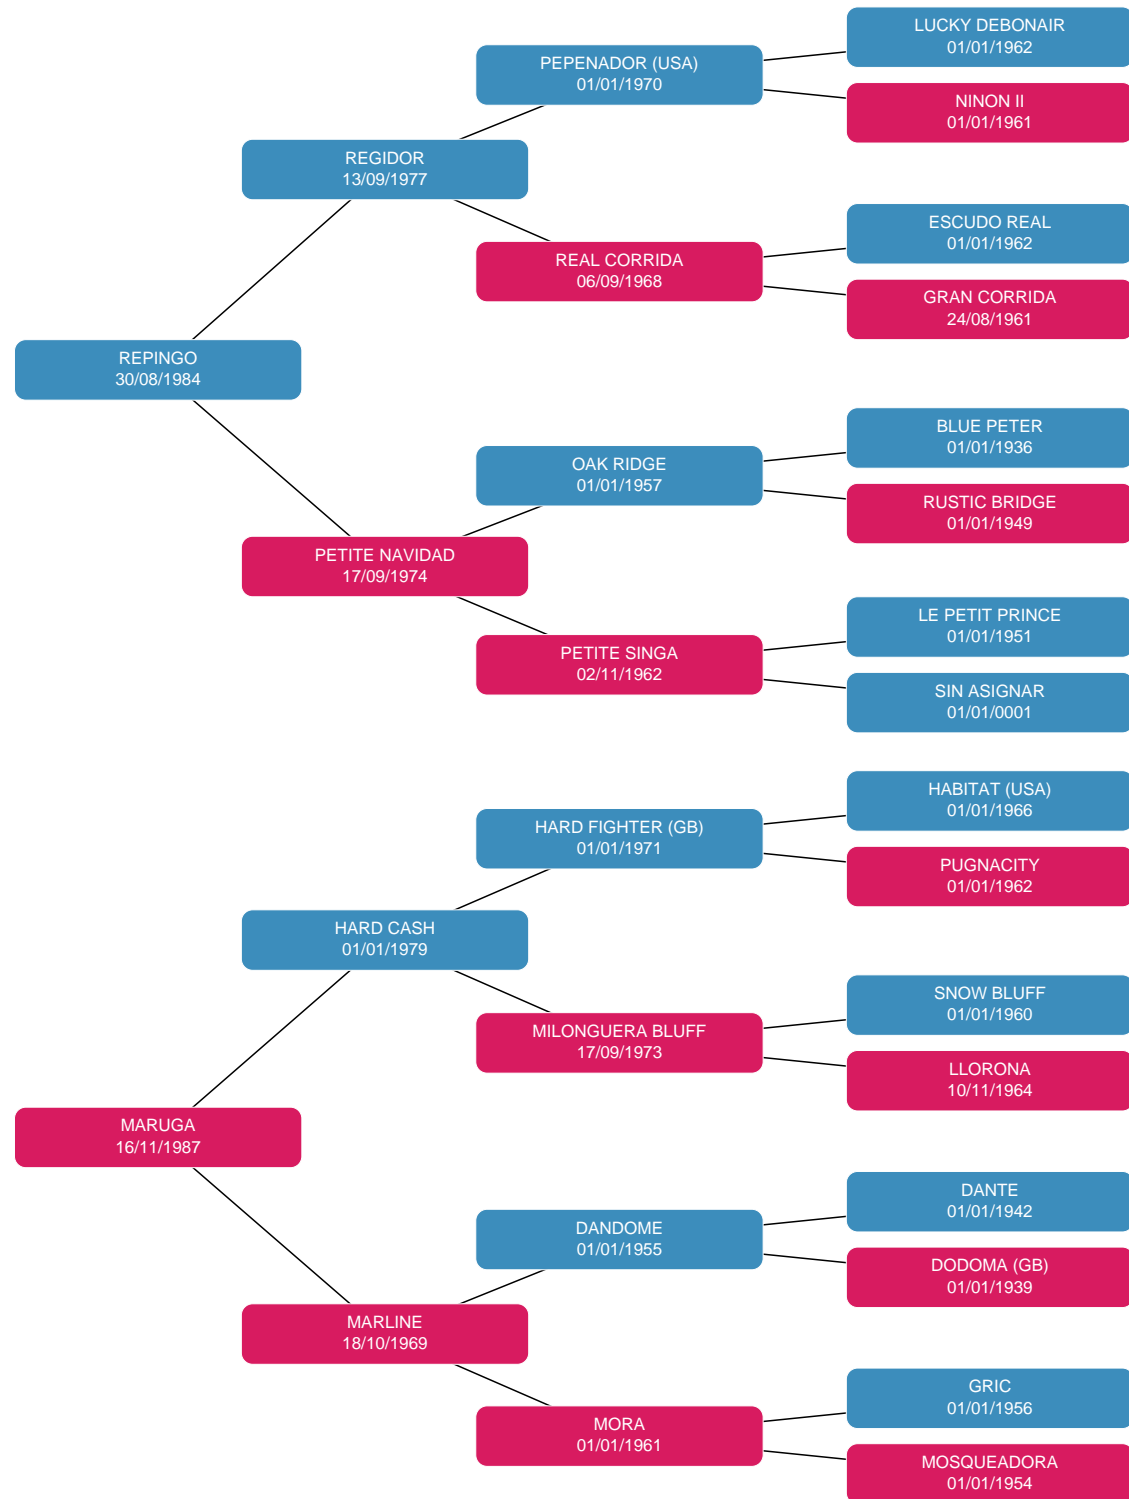 LUCKY DEBONAIR
01/01/1962
PEPENADOR (USA)
01/01/1970
NINON II
01/01/1961
REGIDOR
13/09/1977
ESCUDO REAL
01/01/1962
REAL CORRIDA
06/09/1968
GRAN CORRIDA
24/08/1961
REPINGO
30/08/1984
BLUE PETER
01/01/1936
OAK RIDGE
01/01/1957
RUSTIC BRIDGE
01/01/1949
PETITE NAVIDAD
17/09/1974
LE PETIT PRINCE
01/01/1951
PETITE SINGA
02/11/1962
SIN ASIGNAR
01/01/0001
HABITAT (USA)
01/01/1966
HARD FIGHTER (GB)
01/01/1971
PUGNACITY
01/01/1962
HARD CASH
01/01/1979
SNOW BLUFF
01/01/1960
MILONGUERA BLUFF
17/09/1973
LLORONA
10/11/1964
MARUGA
16/11/1987
DANTE
01/01/1942
DANDOME
01/01/1955
DODOMA (GB)
01/01/1939
MARLINE
18/10/1969
GRIC
01/01/1956
MORA
01/01/1961
MOSQUEADORA
01/01/1954